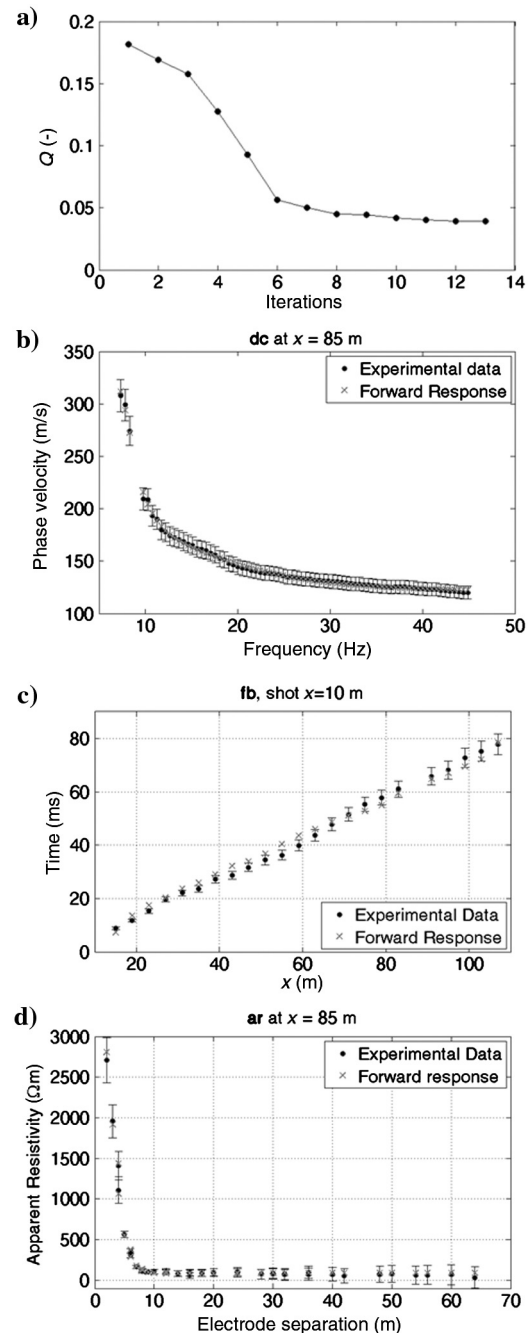 a)
0.2
0.15
0.1
0.05
0
Q (-)
0 2 4 6 8 10 12 14
Iterations
b)
dc at x = 85 m
350
300
250
200
150
100
Phase velocity (m/s)
Experimental data
Forward Response
10 20 30 40 50
Frequency (Hz)
c)
fb, shot x=10 m
80
60
40
20
0
Time (ms)
Experimental Data
Forward Response
20 40 60 80 100
x (m)
d)
ar at x = 85 m
3000
2500
2000
1500
1000
500
0
Apparent Resistivity (Ωm)
Experimental Data
Forward response
0 10 20 30 40 50 60 70
Electrode separation (m)